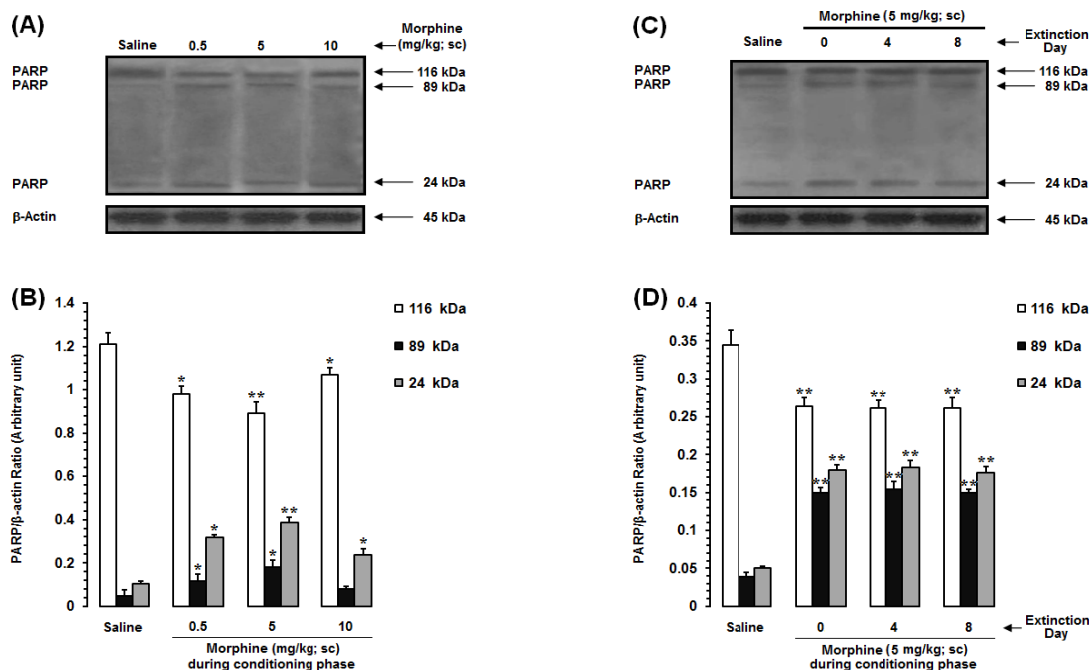 (A)
Morphine
Saline 0.5 5 10 (mg/kg; sc)
PARP 116 kDa
PARP 89 kDa
PARP 24 kDa
β-Actin 45 kDa
(C)
Morphine (5 mg/kg; sc)
Saline 0 4 8 Extinction
Day
PARP 116 kDa
PARP 89 kDa
PARP 24 kDa
β-Actin 45 kDa
(B)
PARP/β-actin Ratio (Arbitrary unit)
1.4
1.2
1
0.8
0.6
0.4
0.2
0
116 kDa
89 kDa
24 kDa
* * *
** * **
* *
Saline 0.5 5 10
Morphine (mg/kg; sc)
during conditioning phase
(D)
PARP/β-actin Ratio (Arbitrary unit)
0.4
0.35
0.3
0.25
0.2
0.15
0.1
0.05
0
116 kDa
89 kDa
24 kDa
** ** **
** ** **
** ** **
Saline 0 4 8 Extinction
Day
Morphine (5 mg/kg; sc)
during conditioning phase